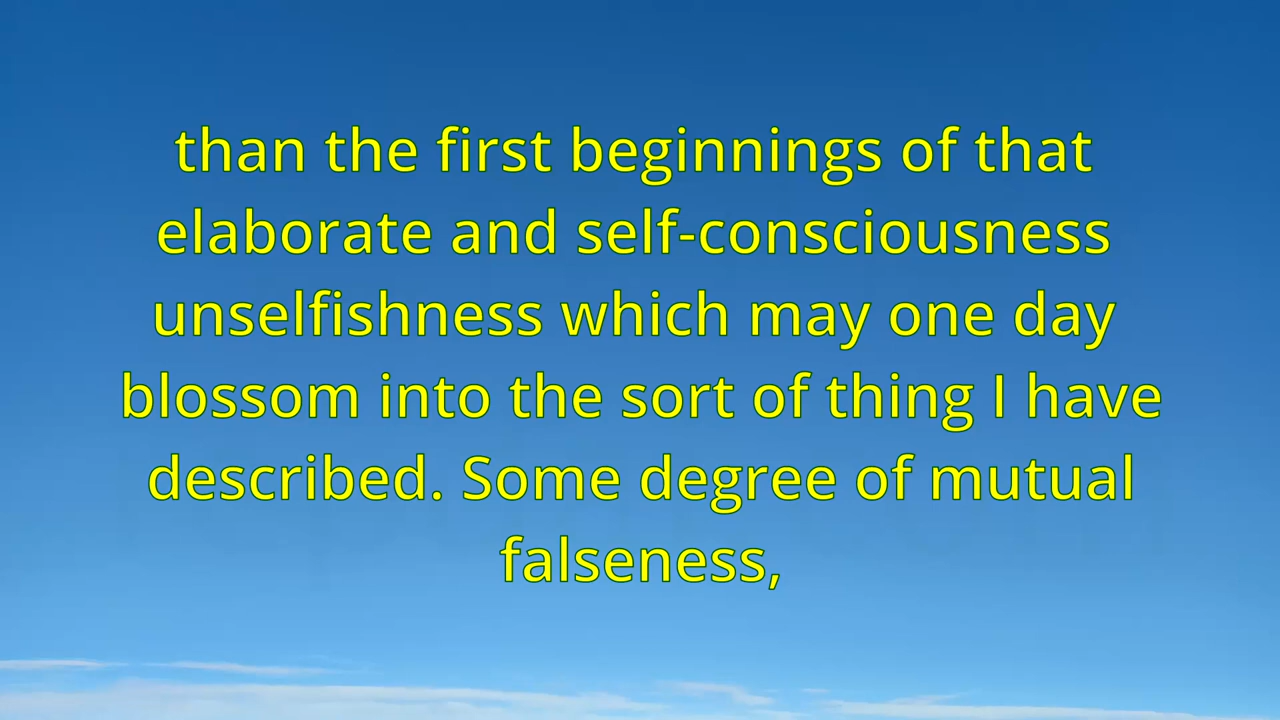 than the first beginnings of that
elaborate and self-consciousness
unselfishness which may one day
blossom into the sort of thing I have
described. Some degree of mutual
falseness,